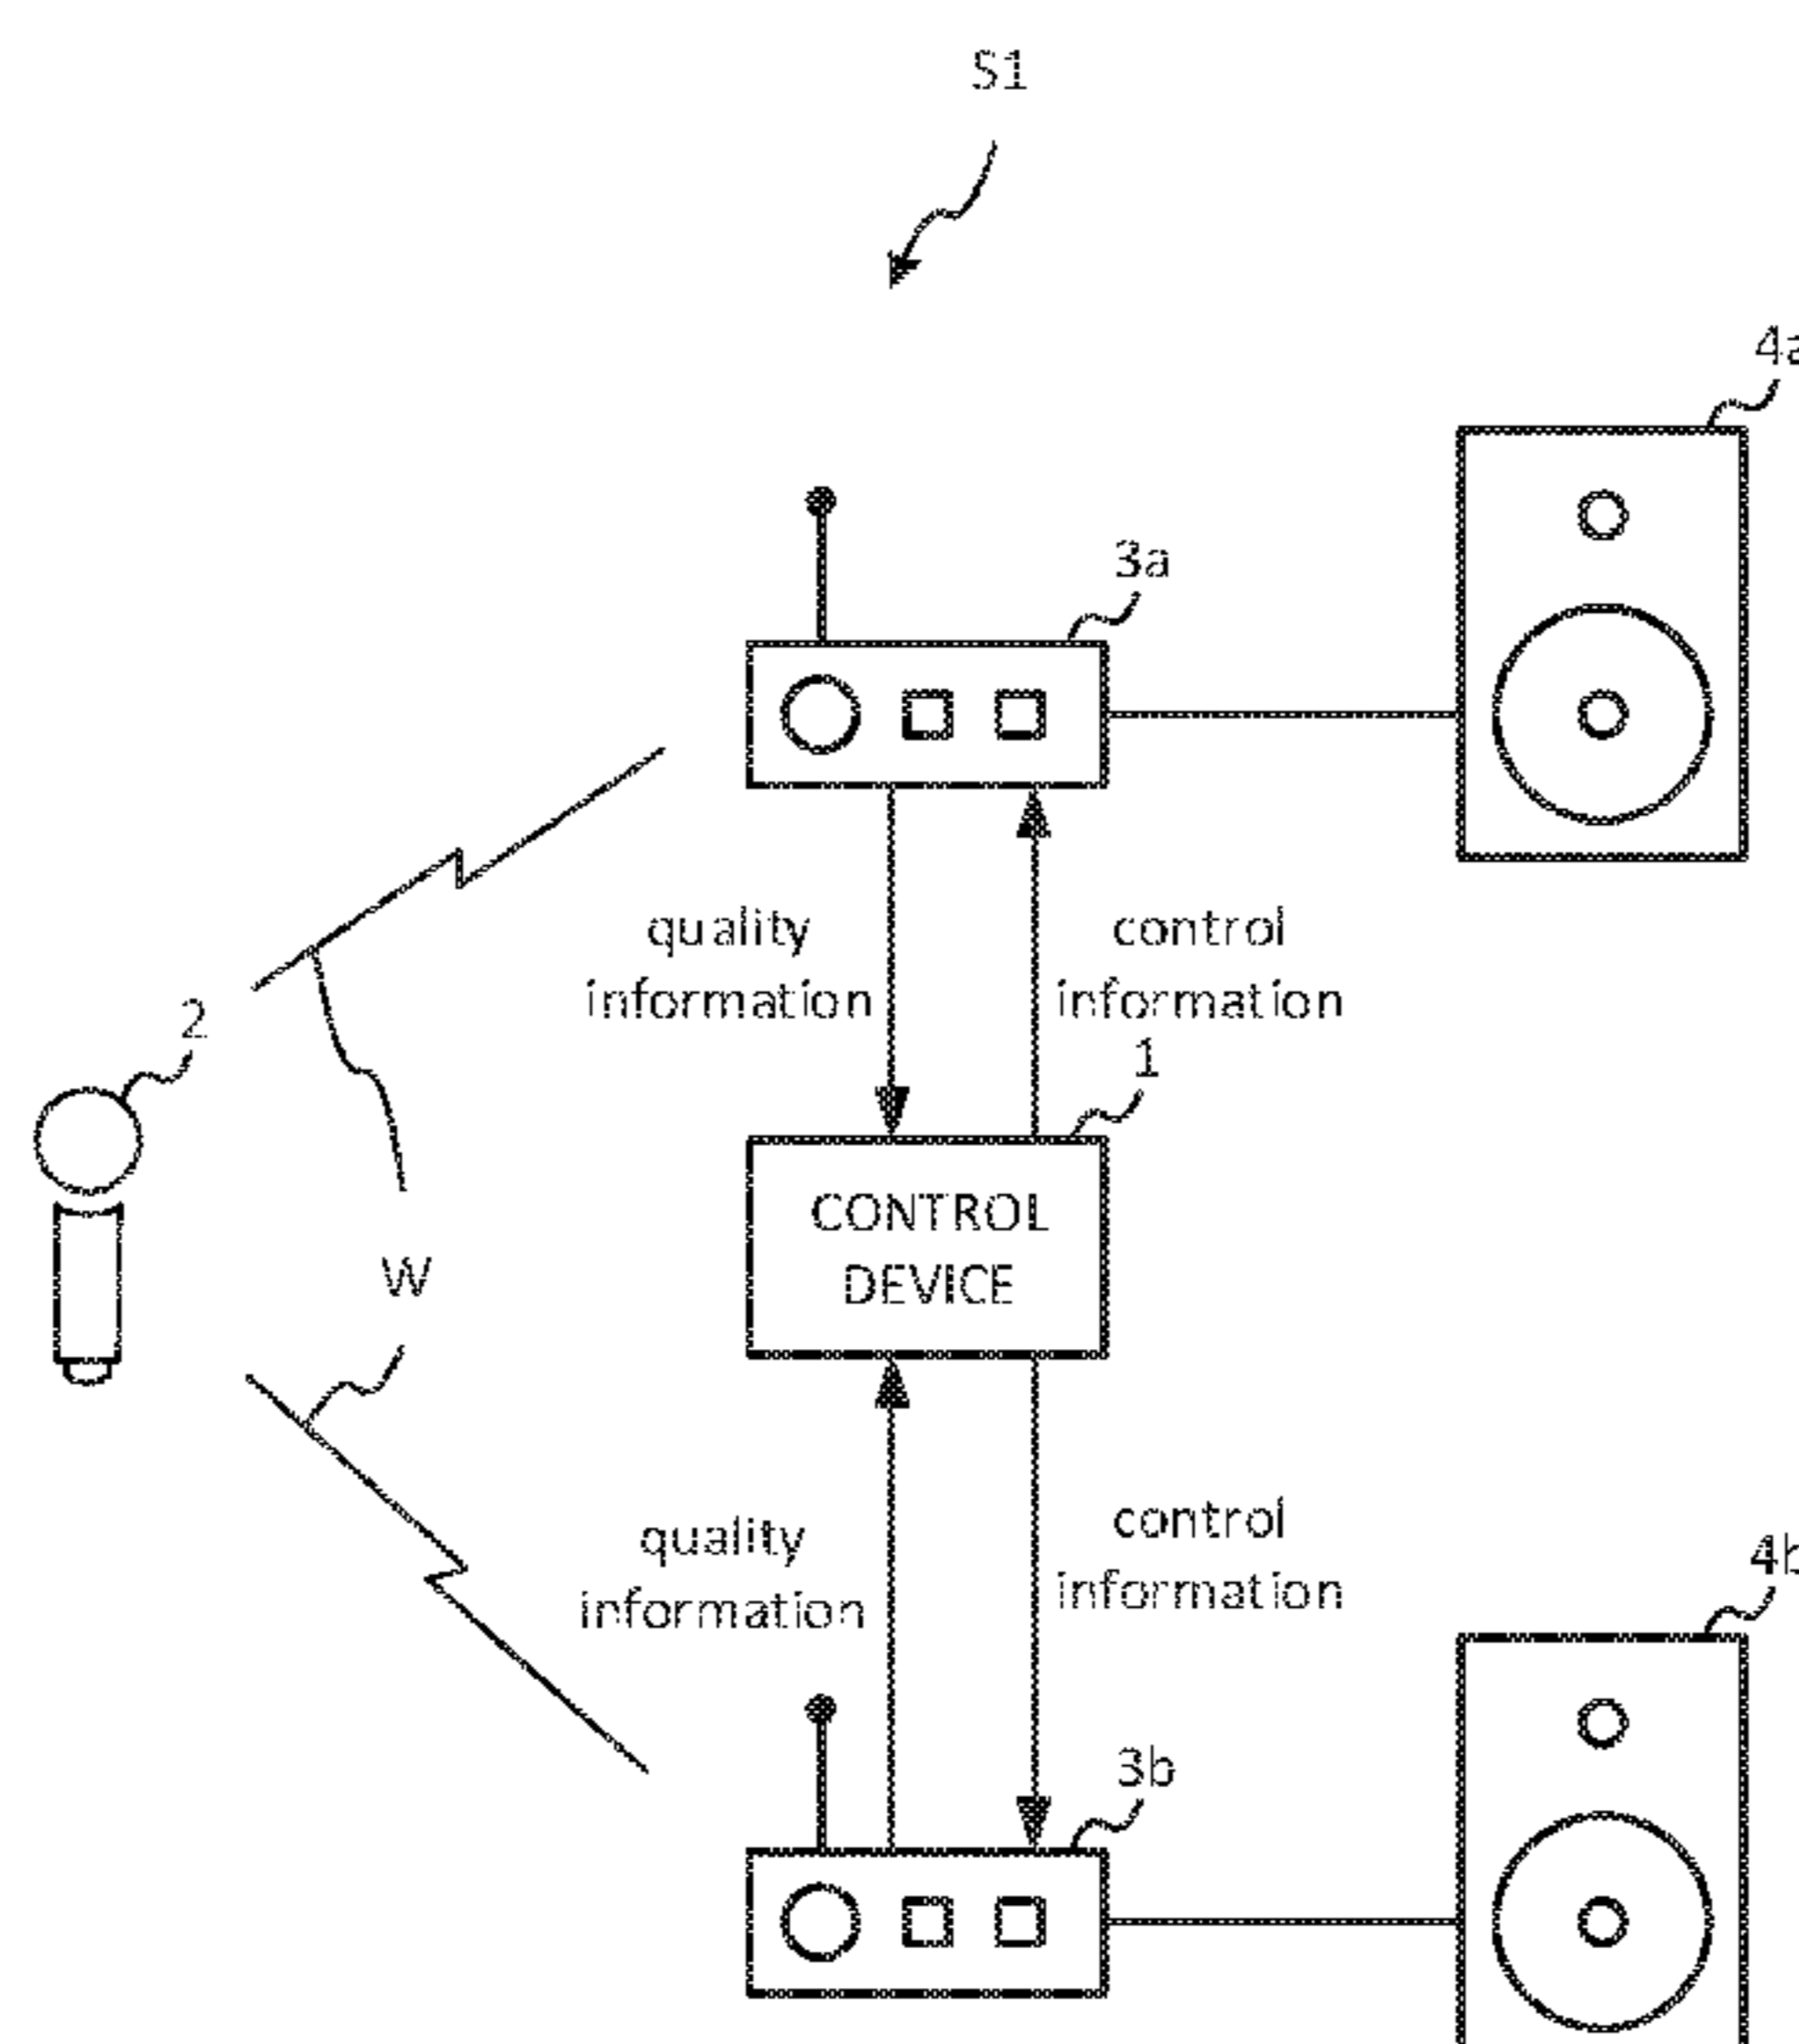 S1
4a
3a
quality
information
control
information
2
1
CONTROL
DEVICE
W
quality
information
control
information
4b
3b